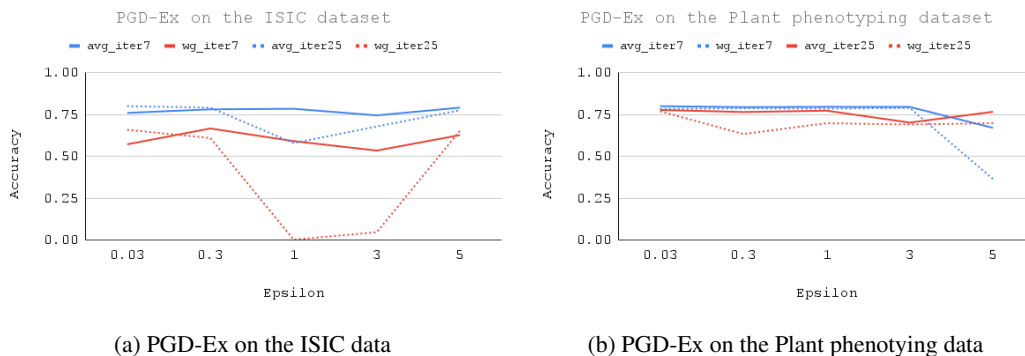 PGD-Ex on the ISIC dataset
avg_iter7 wg_iter7 avg_iter25 wg_iter25
1.00
0.75
0.50
0.25
0.00
Accuracy
0.03 0.3 1 3 5
Epsilon
(a) PGD-Ex on the ISIC data
PGD-Ex on the Plant phenotyping dataset
avg_iter7 wg_iter7 avg_iter25 wg_iter25
1.00
0.75
0.50
0.25
0.00
Accuracy
0.03 0.3 1 3 5
Epsilon
(b) PGD-Ex on the Plant phenotying data